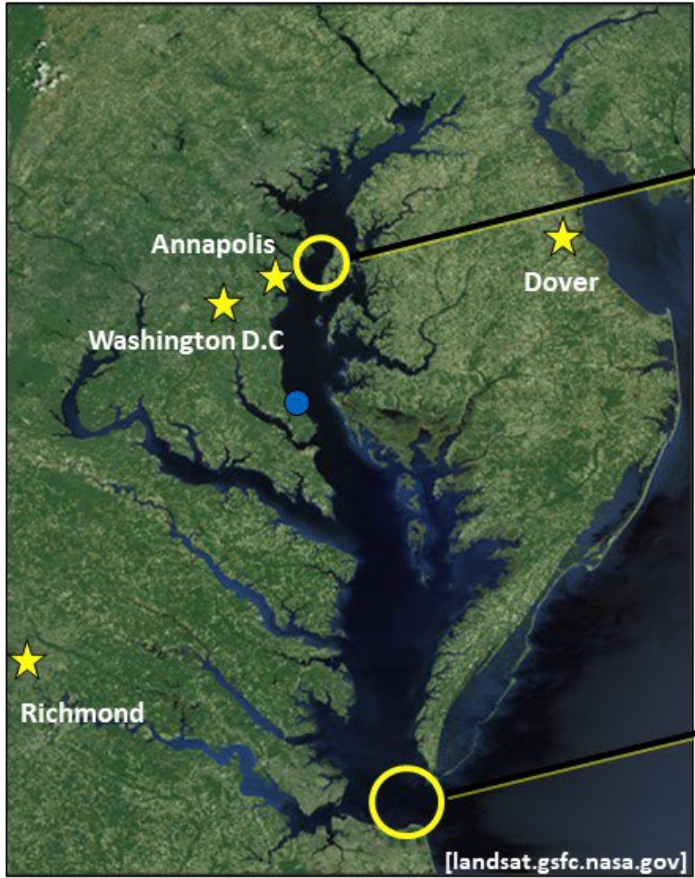 Annapolis
Dover
Washington D.C
Richmond
[landsat.gsfc.nasa.gov]